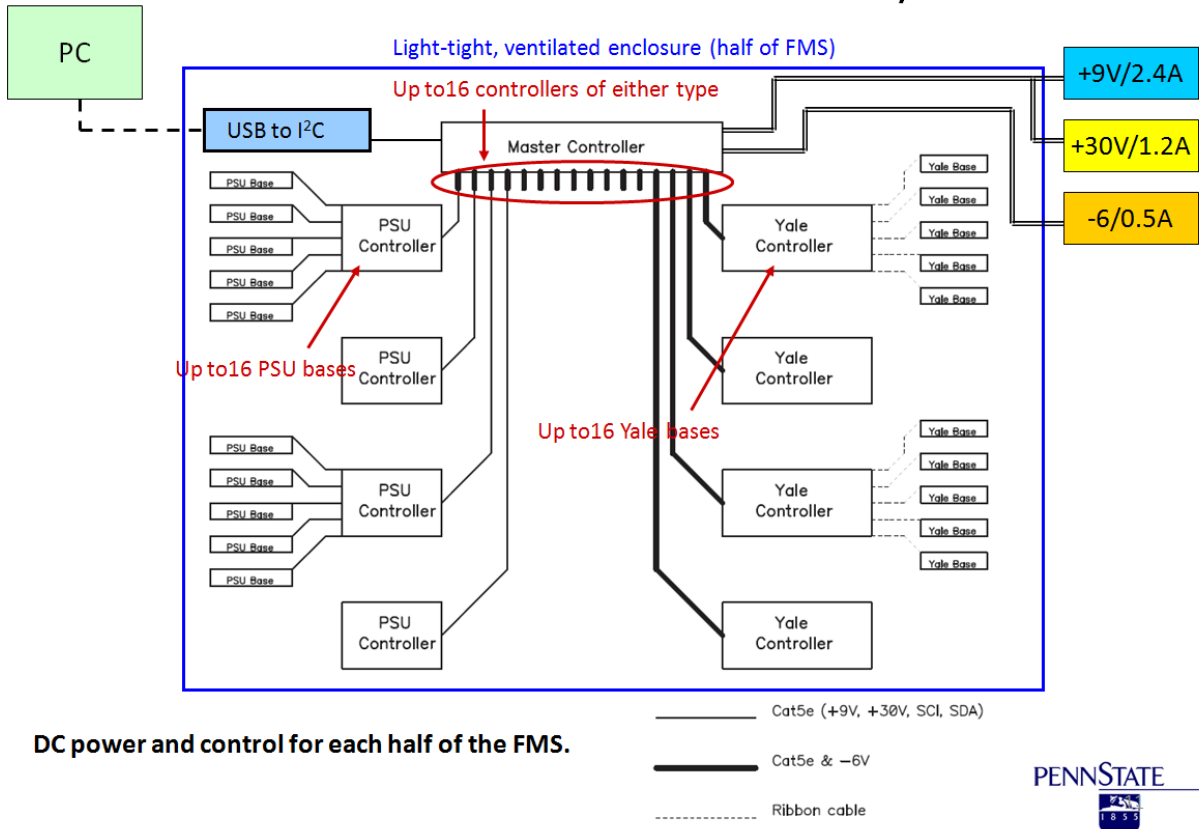 PC
Light-tight, ventilated enclosure (half of FMS)
+9V/2.4A
Up to16 controllers of either type
USB to I²C
Master Controller
+30V/1.2A
-6/0.5A
PSU Base
PSU Base
PSU Base
PSU Base
PSU Base
PSU
Controller
Yale
Controller
Yale Base
Yale Base
Yale Base
Yale Base
Yale Base
Up to16 PSU bases
PSU
Controller
Yale
Controller
Up to16 Yale bases
PSU Base
PSU Base
PSU Base
PSU Base
PSU Base
PSU
Controller
Yale
Controller
Yale Base
Yale Base
Yale Base
Yale Base
Yale Base
PSU
Controller
Yale
Controller
DC power and control for each half of the FMS.
Cat5e (+9V, +30V, SCl, SDA)
Cat5e & –6V
Ribbon cable
PENNSTATE
1855